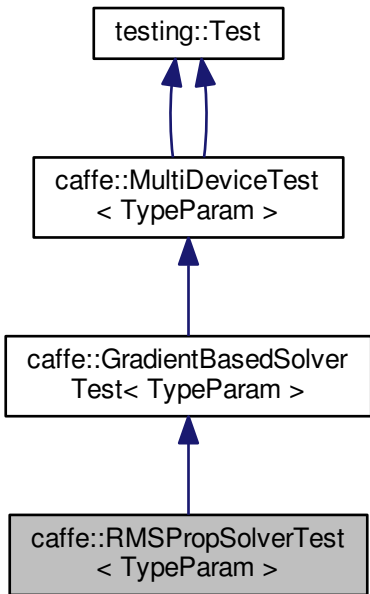 testing::Test
caffe::MultiDeviceTest
< TypeParam >
caffe::GradientBasedSolver
Test< TypeParam >
caffe::RMSPropSolverTest
< TypeParam >